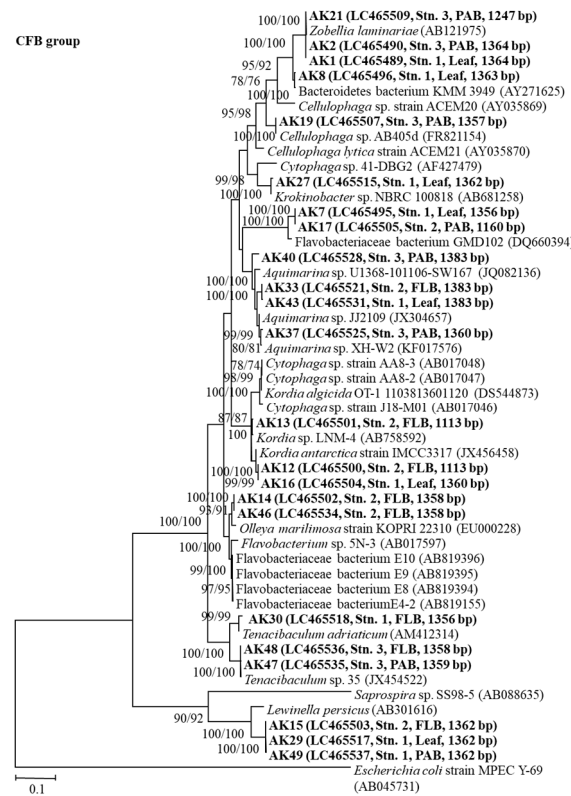 CFB group
AK21 (LC465509, Stn. 3, PAB, 1247 bp)
100/100
Zobellia laminariae (AB121975)
AK2 (LC465490, Stn. 3, PAB, 1364 bp)
100/100
AK1 (LC465489, Stn. 1, Leaf, 1364 bp)
95/92
AK8 (LC465496, Stn. 1, Leaf, 1363 bp)
78/76
Bacteroidetes bacterium KMM 3949 (AY271625)
100/100
Cellulophaga sp. strain ACEM20 (AY035869)
95/98
AK19 (LC465507, Stn. 3, PAB, 1357 bp)
100/100
Cellulophaga sp. AB405d (FR821154)
Cellulophaga lytica strain ACEM21 (AY035870)
Cytophaga sp. 41-DBG2 (AF427479)
99/98
AK27 (LC465515, Stn. 1, Leaf, 1362 bp)
100/100
Krokinobacter sp. NBRC 100818 (AB681258)
AK7 (LC465495, Stn. 1, Leaf, 1356 bp)
100/100
100/100
AK17 (LC465505, Stn. 2, PAB, 1160 bp)
Flavobacteriaceae bacterium GMD102 (DQ660394)
AK40 (LC465528, Stn. 3, PAB, 1383 bp)
Aquimarina sp. U1368-101106-SW167 (JQ082136)
100/100
AK33 (LC465521, Stn. 2, FLB, 1383 bp)
100/100
AK43 (LC465531, Stn. 1, Leaf, 1383 bp)
Aquimarina sp. JJ2109 (JX304657)
99/99
AK37 (LC465525, Stn. 3, PAB, 1360 bp)
80/81
Aquimarina sp. XH-W2 (KF017576)
78/74
Cytophaga sp. strain AA8-3 (AB017048)
98/99
Cytophaga sp. strain AA8-2 (AB017047)
100/100
Kordia algicida OT-1 1103813601120 (DS544873)
Cytophaga sp. strain J18-M01 (AB017046)
87/87
AK13 (LC465501, Stn. 2, FLB, 1113 bp)
100
Kordia sp. LNM-4 (AB758592)
Kordia antarctica strain IMCC3317 (JX456458)
100/100
AK12 (LC465500, Stn. 2, FLB, 1113 bp)
99/99
AK16 (LC465504, Stn. 1, Leaf, 1360 bp)
100/100
AK14 (LC465502, Stn. 2, FLB, 1358 bp)
93/91
AK46 (LC465534, Stn. 2, FLB, 1358 bp)
100/100
Olleya marilimosa strain KOPRI 22310 (EU000228)
100/100
Flavobacterium sp. 5N-3 (AB017597)
Flavobacteriaceae bacterium E10 (AB819396)
99/100
Flavobacteriaceae bacterium E9 (AB819395)
97/95
Flavobacteriaceae bacterium E8 (AB819394)
Flavobacteriaceae bacteriumE4-2 (AB819155)
99/99
AK30 (LC465518, Stn. 1, FLB, 1356 bp)
Tenacibaculum adriaticum (AM412314)
100/100
AK48 (LC465536, Stn. 3, FLB, 1358 bp)
100/100
AK47 (LC465535, Stn. 3, PAB, 1359 bp)
Tenacibaculum sp. 35 (JX454522)
Saprospira sp. SS98-5 (AB088635)
90/92
Lewinella persicus (AB301616)
AK15 (LC465503, Stn. 2, FLB, 1362 bp)
100/100
AK29 (LC465517, Stn. 1, Leaf, 1362 bp)
100/100
AK49 (LC465537, Stn. 1, PAB, 1362 bp)
Escherichia coli strain MPEC Y-69
(AB045731)
0.1